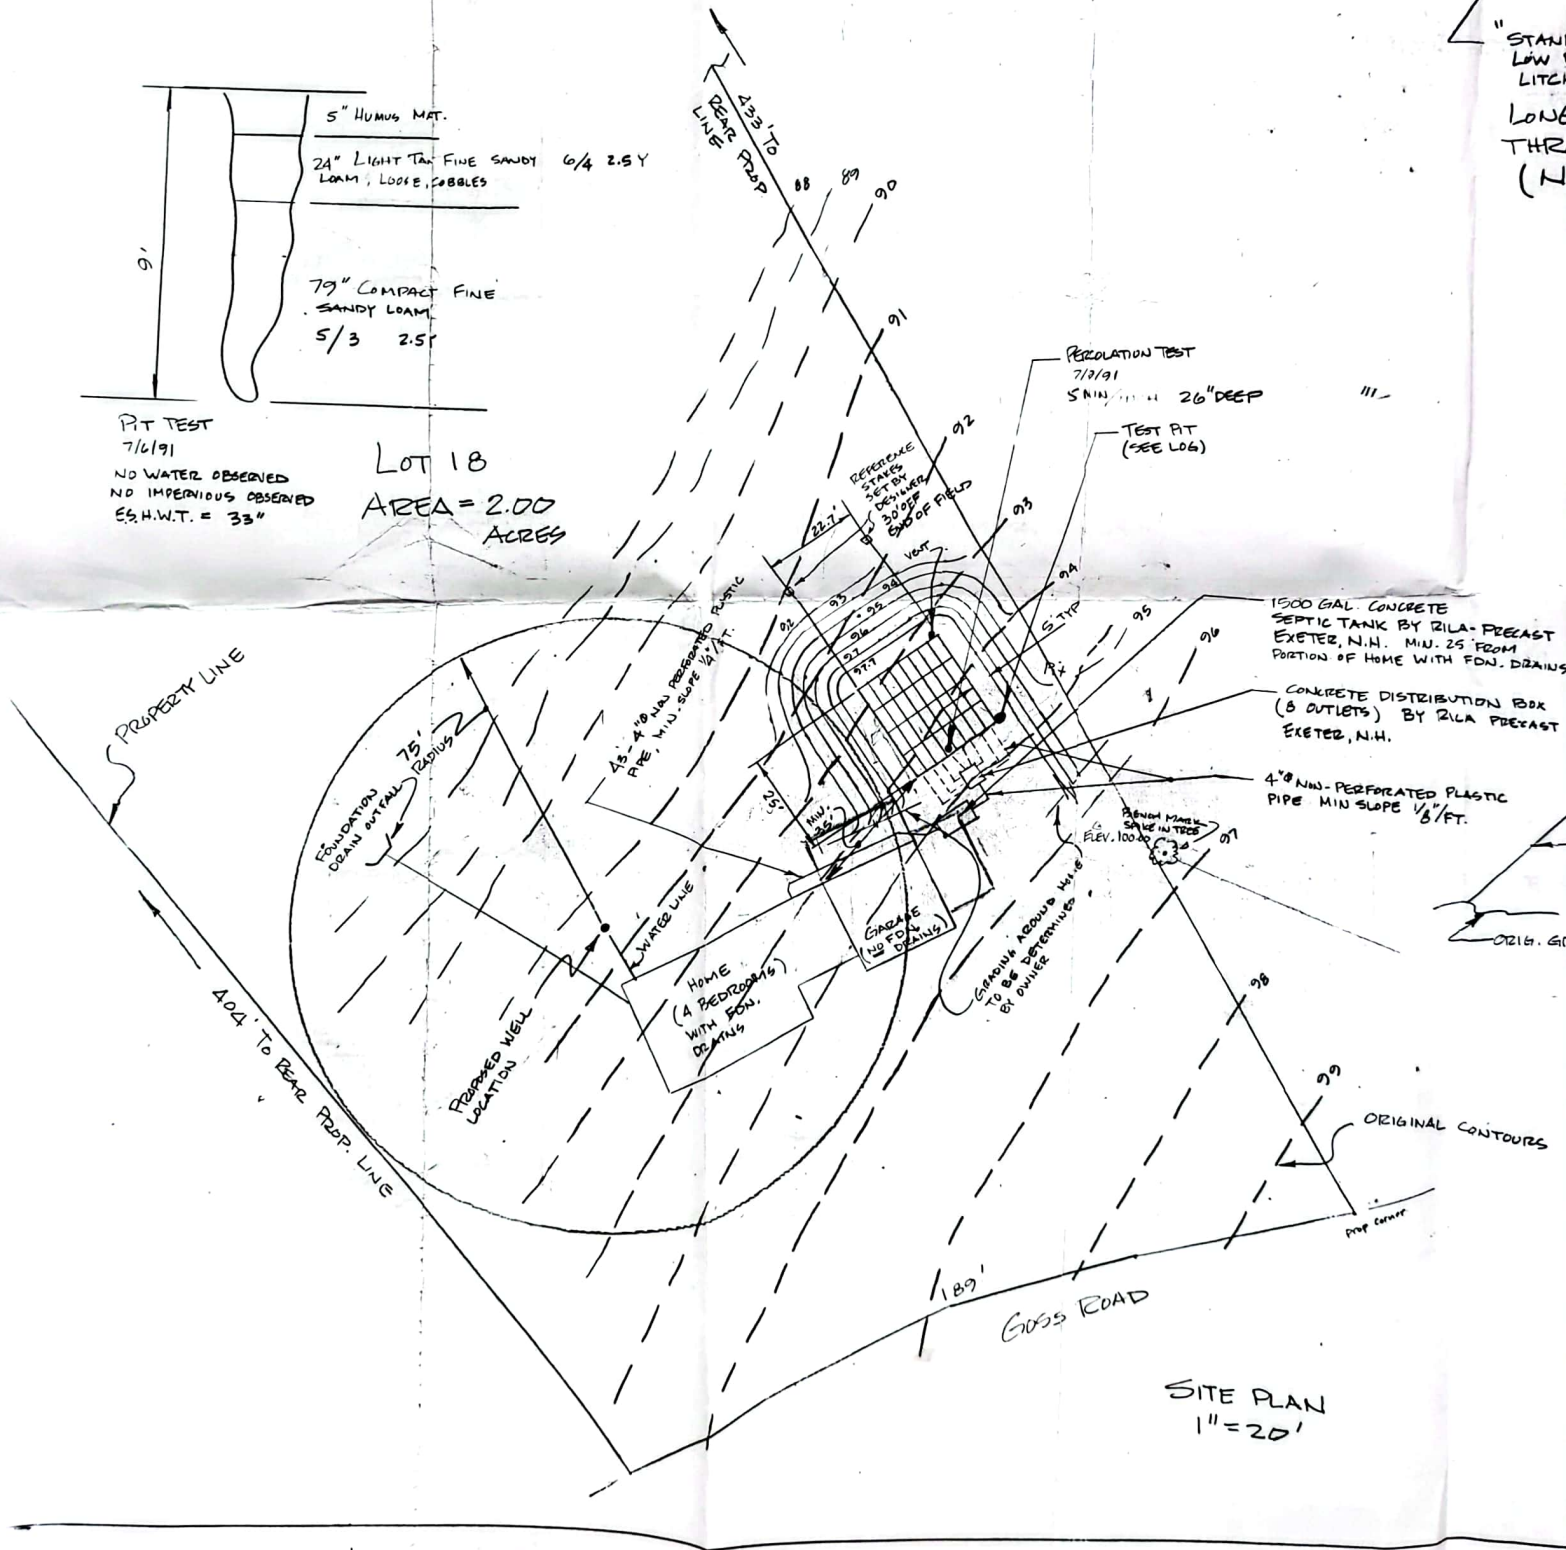 5" HUMUS MAT.
24" LIGHT TAN FINE SANDY 6/4 2.5 Y
LOAM, LOOSE, COBBLES
9'
79" COMPACT FINE
SANDY LOAM
5/3 2.5Y
PIT TEST
7/6/91
NO WATER OBSERVED
NO IMPERVIOUS OBSERVED
E.S.H.W.T. = 33"
LOT 18
AREA = 2.00
ACRES
433' TO
REAR PROP.
LINE
88
89
90
91
92
93
94
95
96
97
98
99
"STAN
LOW
LITC
LONG
THR
(N
PERCOLATION TEST
26" DEEP
TEST PIT
(SEE LOG)
REFERENCE
STAKES
SET BY
DESIGNER
30' OFF
END OF FIELD
22.7'
VENT
92
93
94
95
96
97
97.7
5' TYP
1500 GAL. CONCRETE
SEPTIC TANK BY RILA-PRECAST
EXETER, N.H. MIN. 25' FROM
PORTION OF HOME WITH FDN. DRAINS
CONCRETE DISTRIBUTION BOX
(8 OUTLETS) BY RILA PRECAST
EXETER, N.H.
4"Ø NON-PERFORATED PLASTIC
PIPE MIN SLOPE 1/8"/FT.
BENCH MARK
SPIKE IN TREE
ELEV. 100.00
43-4"Ø NON PERFORATED PLASTIC
PIPE, MIN. SLOPE 1/4"/FT.
25'
MIN.
PROPERTY LINE
75'
RADIUS
FOUNDATION
DRAIN OUTFALL
WATER LINE
PROPOSED WELL
LOCATION
HOME
(4 BEDROOMS)
WITH FDN.
DRAINS
GARAGE
(NO FDN.
DRAINS)
GRADING AROUND HOUSE
TO BE DETERMINED
BY OWNER
404' TO REAR PROP. LINE
ORIG. G
ORIGINAL CONTOURS
Prop corner
189'
GOSS ROAD
SITE PLAN
1" = 20'